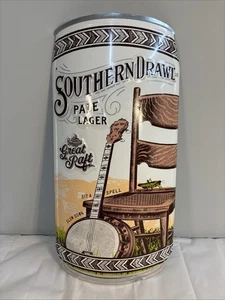 SOUTHERN DRAWL
PALE
LAGER
Great
Raft
SIT A SPELL